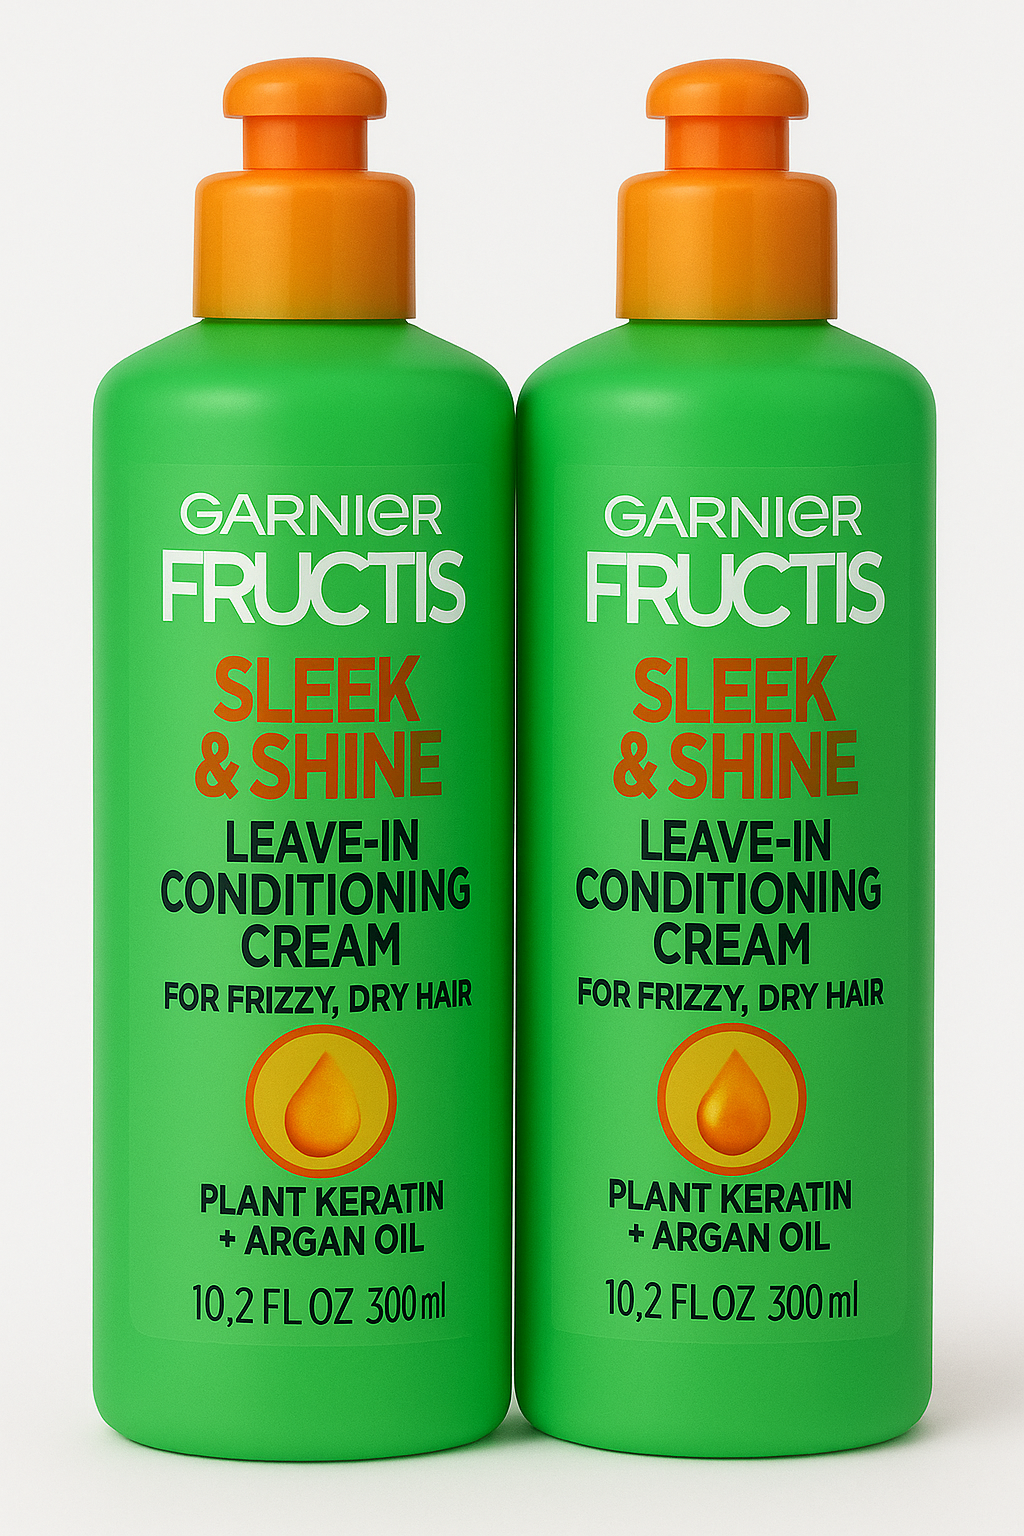 GARNIER
FRUCTIS
SLEEK
& SHINE
LEAVE-IN
CONDITIONING
CREAM
FOR FRIZZY, DRY HAIR
PLANT KERATIN
+ ARGAN OIL
10,2 FL OZ 300 ml
GARNIER
FRUCTIS
SLEEK
& SHINE
LEAVE-IN
CONDITIONING
CREAM
FOR FRIZZY, DRY HAIR
PLANT KERATIN
+ ARGAN OIL
10,2 FL OZ 300 ml